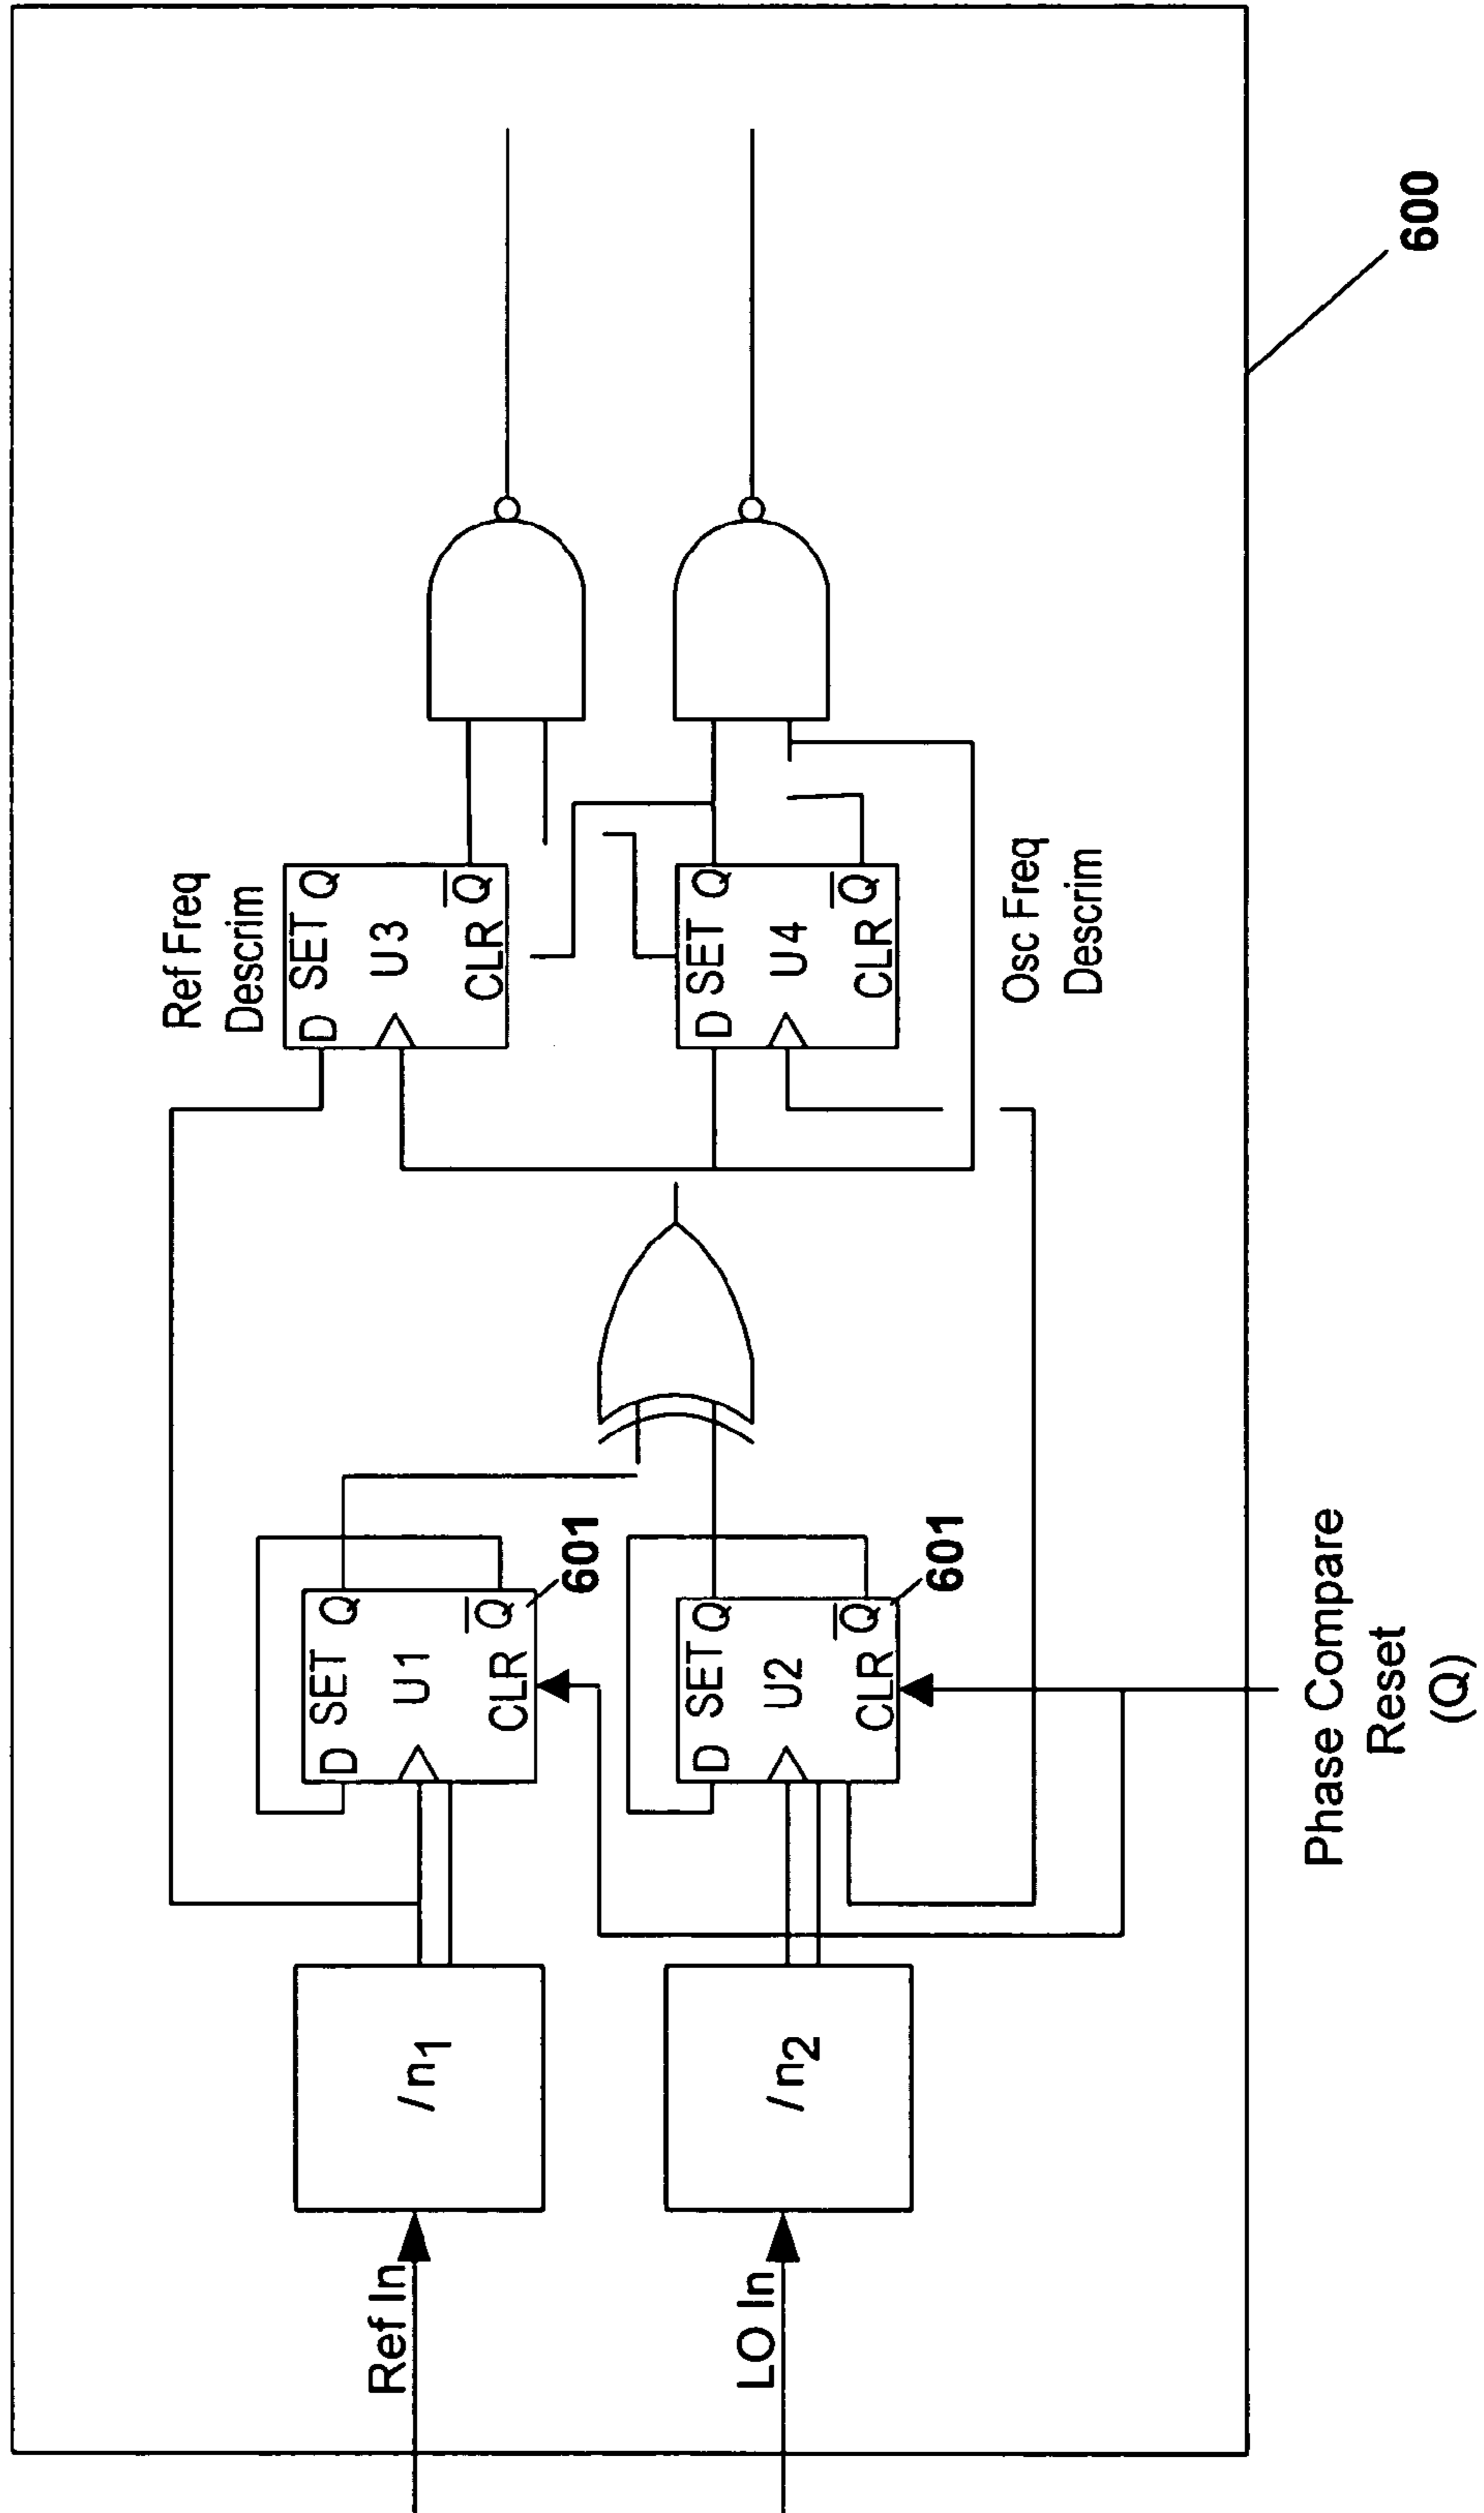 Ref In
LO In
/n1
/n2
D SET Q
U1
CLR Q
601
D SET Q
U2
CLR Q
601
Ref Freq
Descrim
D SET Q
U3
CLR Q
D SET Q
U4
CLR Q
Osc Freq
Descrim
Phase Compare
Reset
(Q)
600